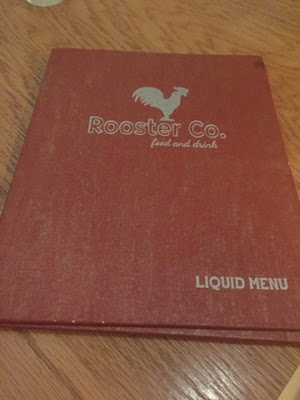 Rooster Co.
food and drink
LIQUID MENU